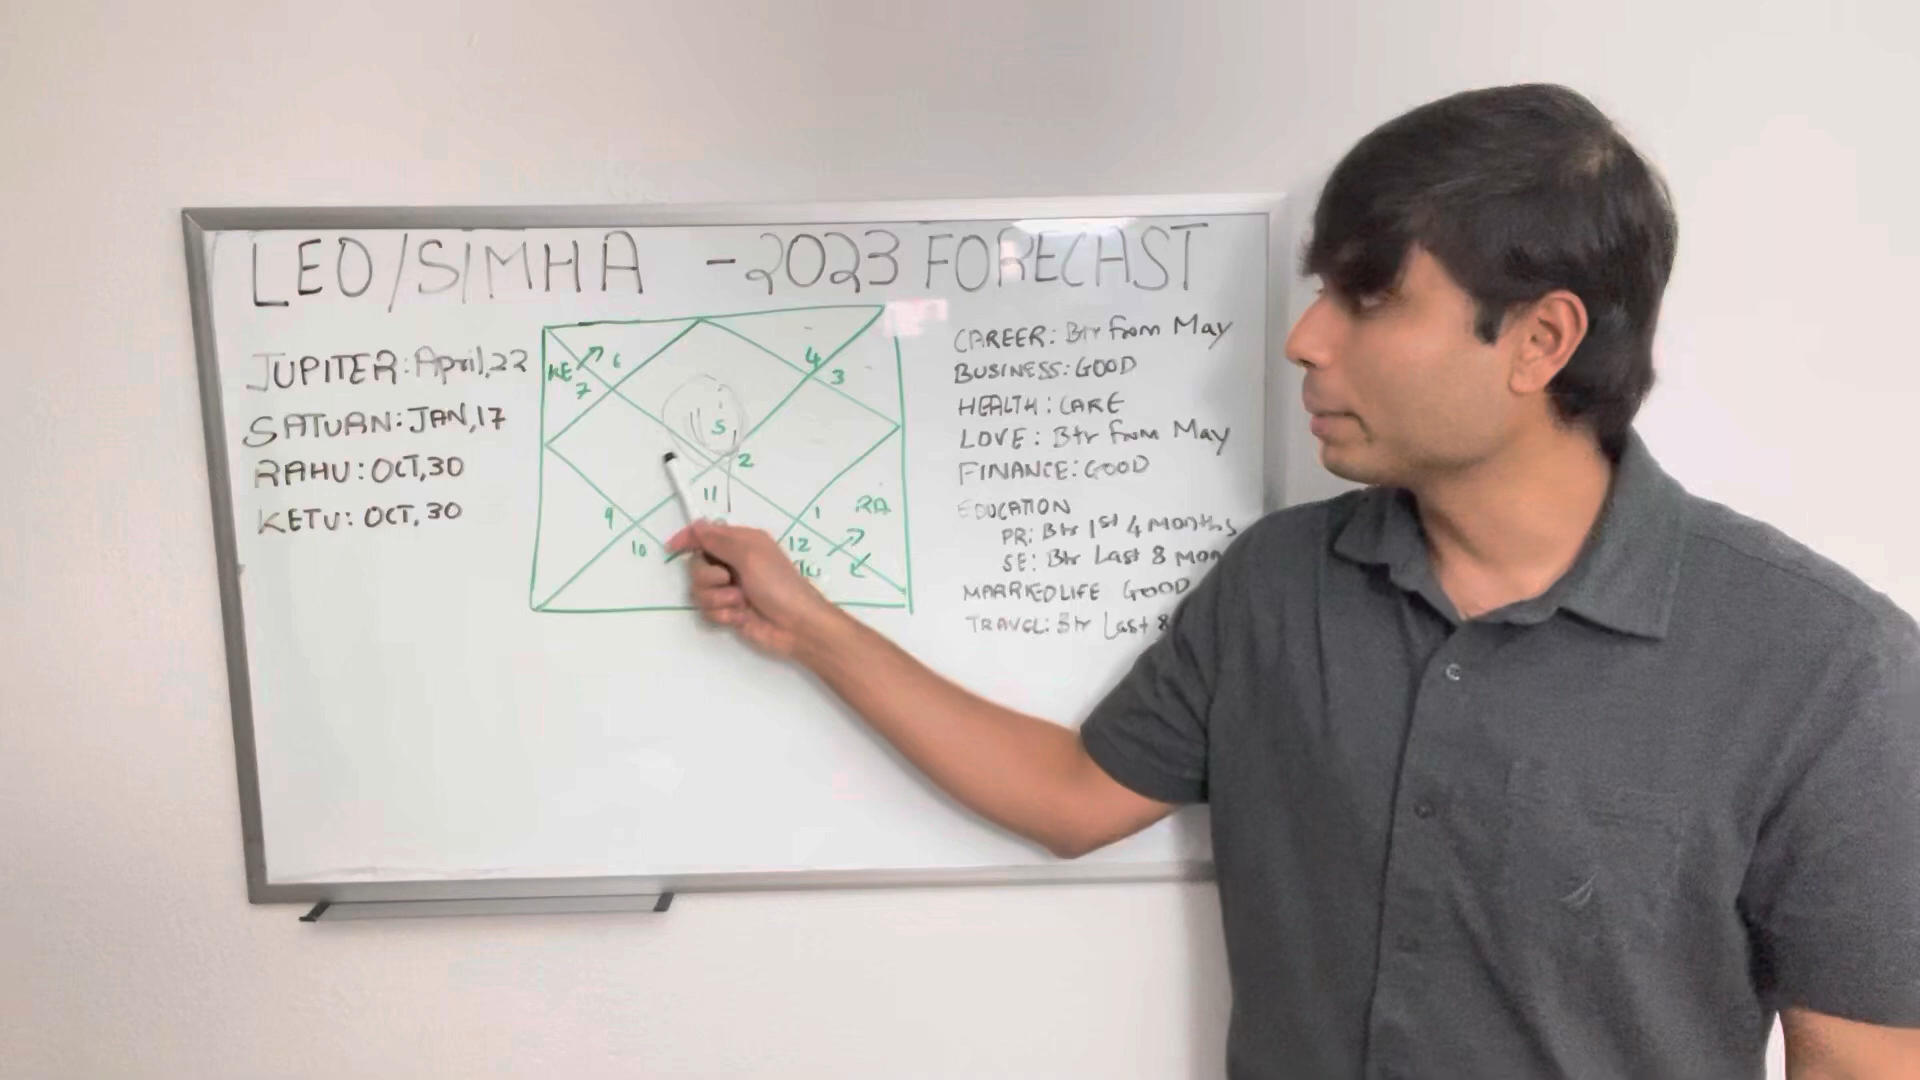 LEO/SIMHA - 2023 FORECAST
JUPITER: April, 22
SATURN: JAN, 17
RAHU: OCT, 30
KETU: OCT, 30
KE 6
7
4
3
5
2
11
9
10
1
RA
12
CAREER: Btr from May
BUSINESS: GOOD
HEALTH: CARE
LOVE: Btr from May
FINANCE: GOOD
EDUCATION
PR: Btr 1st 4 months
SE: Btr Last 8 mon
MARRIEDLIFE GOOD
TRAVEL: Btr Last 8